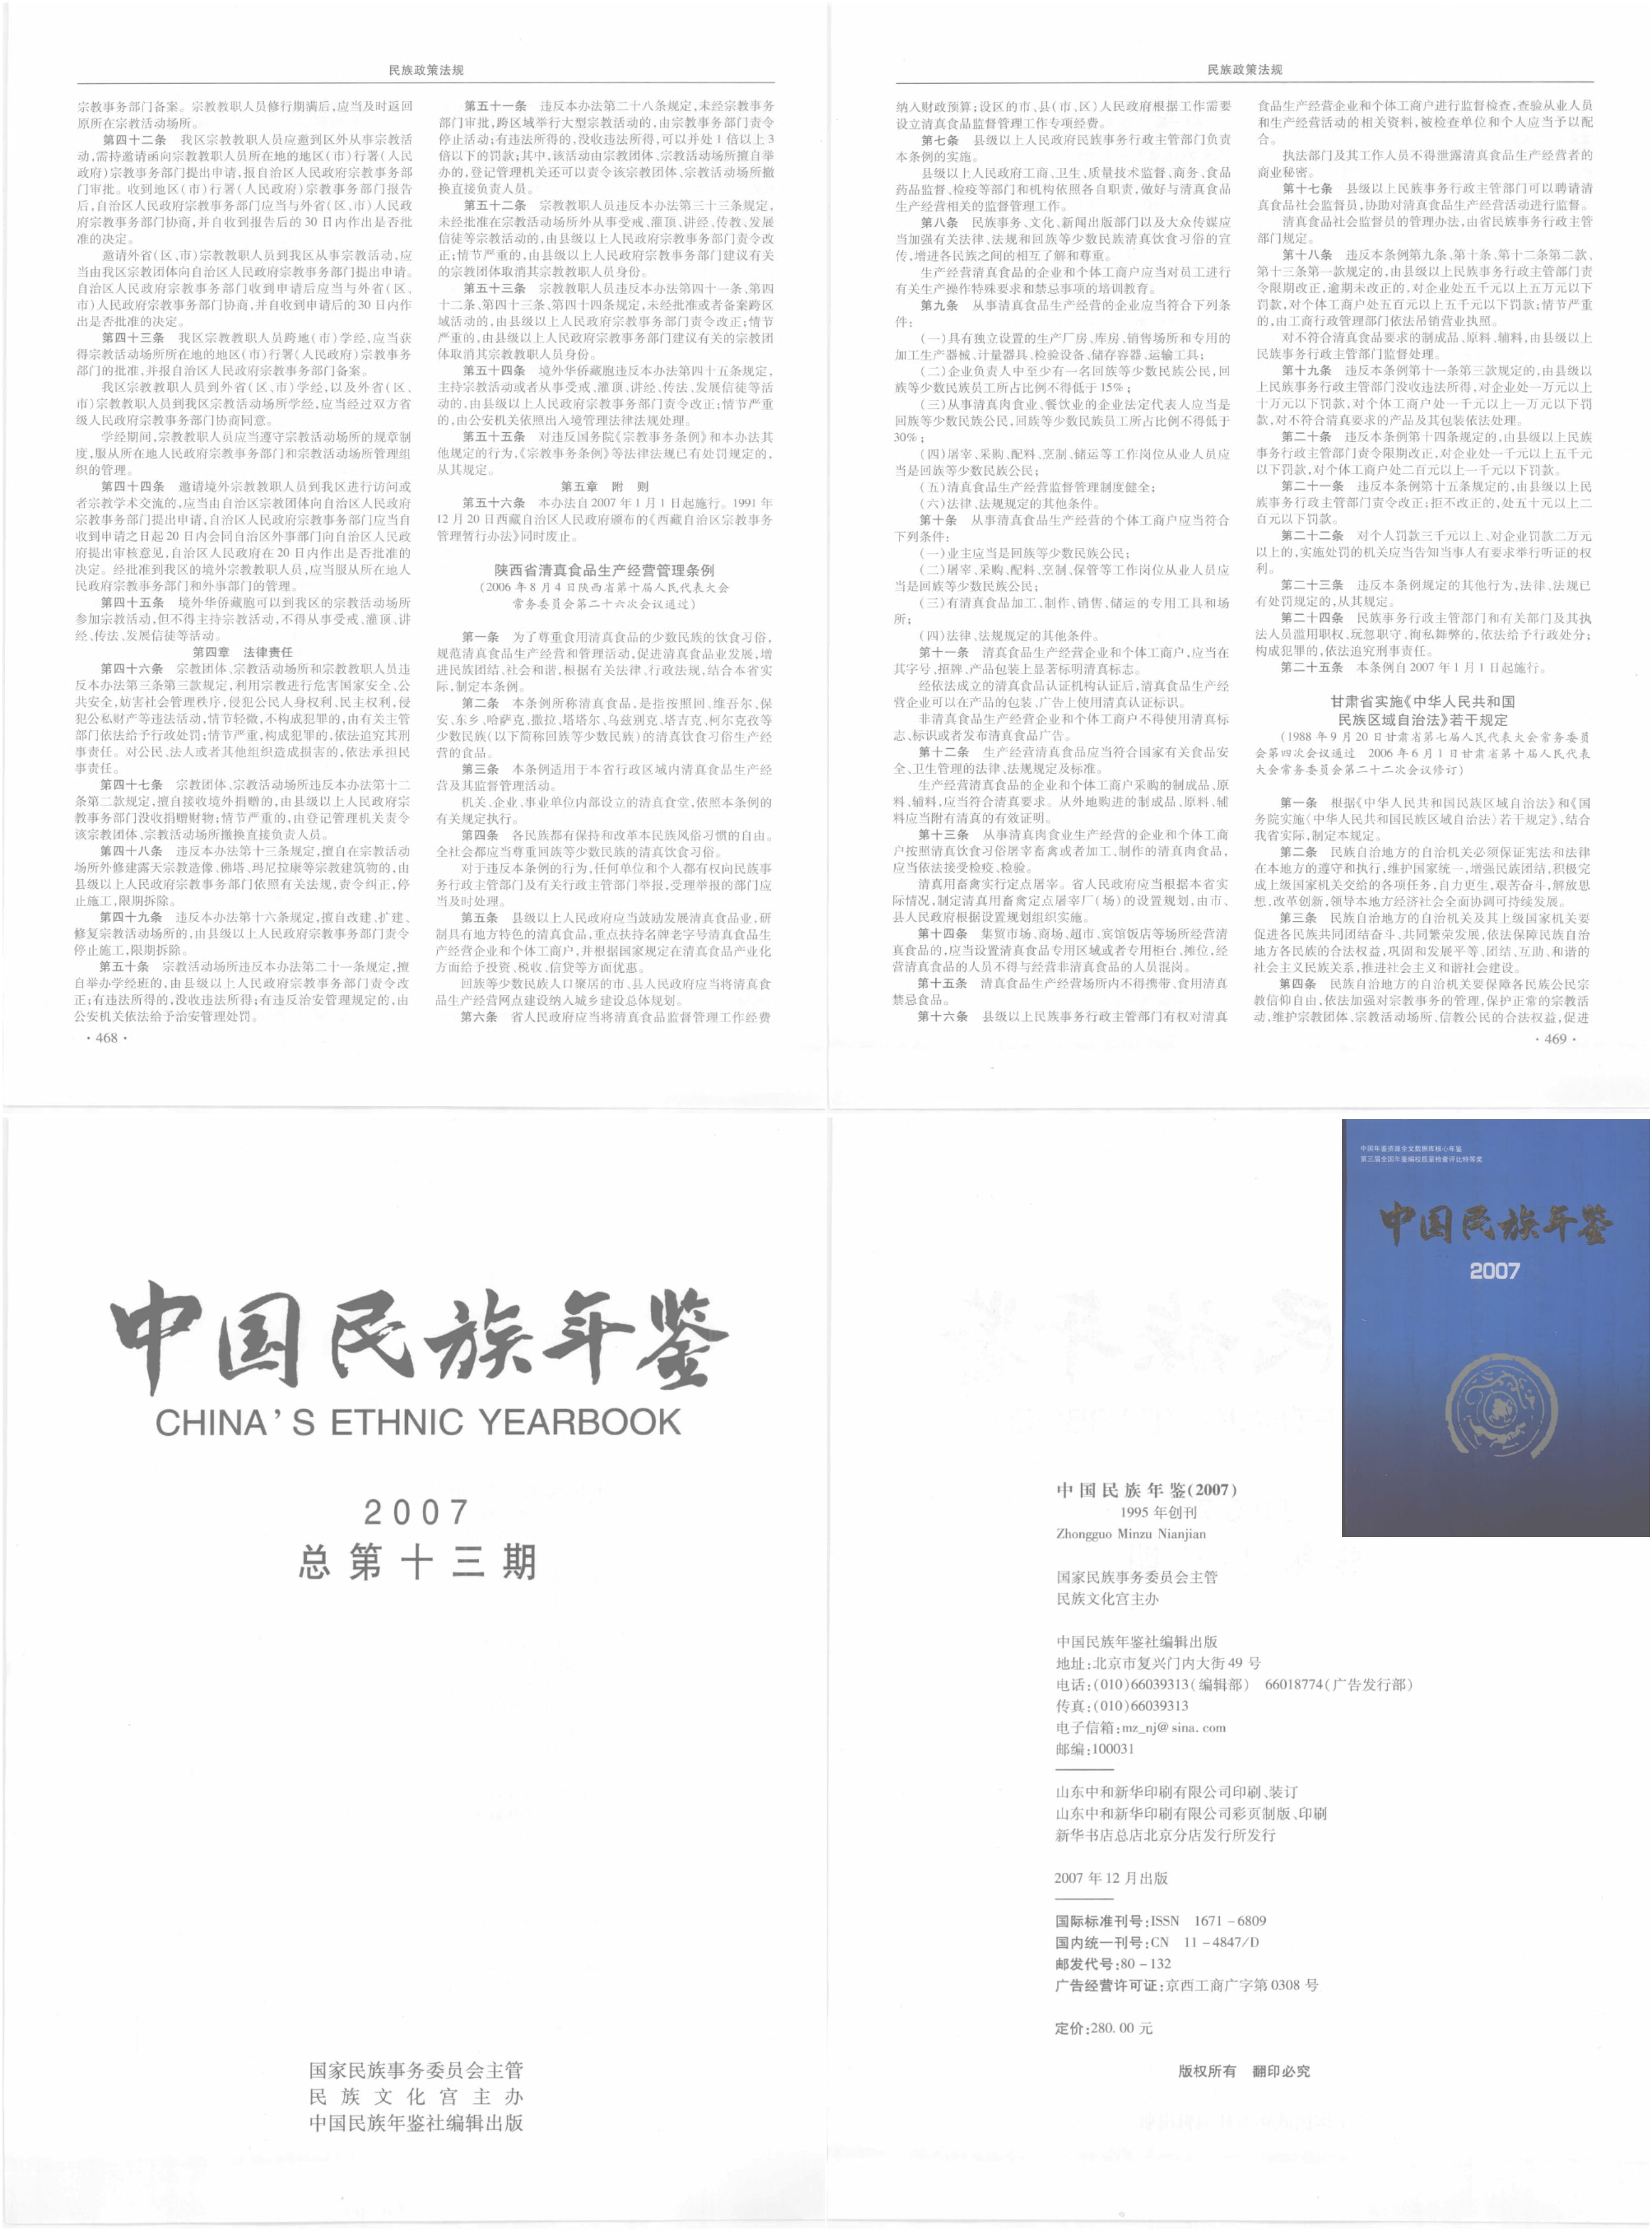 民族政策法规
宗教事务部门备案。宗教教职人员修行期满后,应当及时返回
原所在宗教活动场所。
第四十二条 我区宗教教职人员应邀到区外从事宗教活
动,需持邀请函向宗教教职人员所在地的地区(市)行署(人民
政府)宗教事务部门提出申请,报自治区人民政府宗教事务部
门审批。收到地区(市)行署(人民政府)宗教事务部门报告
后,自治区人民政府宗教事务部门应当与外省(区、市)人民政
府宗教事务部门协商,并自收到报告后的30日内作出是否批
准的决定。
邀请外省(区、市)宗教教职人员到我区从事宗教活动,应
当由我区宗教团体向自治区人民政府宗教事务部门提出申请。
自治区人民政府宗教事务部门收到申请后应当与外省(区、
市)人民政府宗教事务部门协商,并自收到申请后的30日内作
出是否批准的决定。
第四十三条 我区宗教教职人员跨地(市)学经,应当获
得宗教活动场所所在地的地区(市)行署(人民政府)宗教事务
部门的批准,并报自治区人民政府宗教事务部门备案。
我区宗教教职人员到外省(区、市)学经,以及外省(区、
市)宗教教职人员到我区宗教活动场所学经,应当经过双方省
级人民政府宗教事务部门协商同意。
学经期间,宗教教职人员应当遵守宗教活动场所的规章制
度,服从所在地人民政府宗教事务部门和宗教活动场所管理组
织的管理。
第四十四条 邀请境外宗教教职人员到我区进行访问或
者宗教学术交流的,应当由自治区宗教团体向自治区人民政府
宗教事务部门提出申请,自治区人民政府宗教事务部门应当自
收到申请之日起20日内会同自治区外事部门向自治区人民政
府提出审核意见,自治区人民政府在20日内作出是否批准的
决定。经批准到我区的境外宗教教职人员,应当服从所在地人
民政府宗教事务部门和外事部门的管理。
第四十五条 境外华侨藏胞可以到我区的宗教活动场所
参加宗教活动,但不得主持宗教活动,不得从事受戒、灌顶、讲
经、传法、发展信徒等活动。
第四章 法律责任
第四十六条 宗教团体、宗教活动场所和宗教教职人员违
反本办法第三条第三款规定,利用宗教进行危害国家安全、公
共安全,妨害社会管理秩序,侵犯公民人身权利、民主权利,侵
犯公私财产等违法活动,情节轻微,不构成犯罪的,由有关主管
部门依法给予行政处罚;情节严重,构成犯罪的,依法追究其刑
事责任。对公民、法人或者其他组织造成损害的,依法承担民
事责任。
第四十七条 宗教团体、宗教活动场所违反本办法第十二
条第二款规定,擅自接收境外捐赠的,由县级以上人民政府宗
教事务部门没收捐赠财物;情节严重的,由登记管理机关责令
该宗教团体、宗教活动场所撤换直接负责人员。
第四十八条 违反本办法第十三条规定,擅自在宗教活动
场所外修建露天宗教造像、佛塔、玛尼拉康等宗教建筑物的,由
县级以上人民政府宗教事务部门依照有关法规,责令纠正,停
止施工,限期拆除。
第四十九条 违反本办法第十六条规定,擅自改建、扩建、
修复宗教活动场所的,由县级以上人民政府宗教事务部门责令
停止施工,限期拆除。
第五十条 宗教活动场所违反本办法第二十一条规定,擅
自举办学经班的,由县级以上人民政府宗教事务部门责令改
正;有违法所得的,没收违法所得;有违反治安管理规定的,由
公安机关依法给予治安管理处罚。
·468·
第五十一条 违反本办法第二十八条规定,未经宗教事务
部门审批,跨区域举行大型宗教活动的,由宗教事务部门责令
停止活动;有违法所得的,没收违法所得,可以并处1倍以上3
倍以下的罚款;其中,该活动由宗教团体、宗教活动场所擅自举
办的,登记管理机关还可以责令该宗教团体、宗教活动场所撤
换直接负责人员。
第五十二条 宗教教职人员违反本办法第三十三条规定,
未经批准在宗教活动场所外从事受戒、灌顶、讲经、传教、发展
信徒等宗教活动的,由县级以上人民政府宗教事务部门责令改
正;情节严重的,由县级以上人民政府宗教事务部门建议有关
的宗教团体取消其宗教教职人员身份。
第五十三条 宗教教职人员违反本办法第四十一条、第四
十二条、第四十三条、第四十四条规定,未经批准或者备案跨区
域活动的,由县级以上人民政府宗教事务部门责令改正;情节
严重的,由县级以上人民政府宗教事务部门建议有关的宗教团
体取消其宗教教职人员身份。
第五十四条 境外华侨藏胞违反本办法第四十五条规定,
主持宗教活动或者从事受戒、灌顶、讲经、传法、发展信徒等活
动的,由县级以上人民政府宗教事务部门责令改正;情节严重
的,由公安机关依照出入境管理法律法规处理。
第五十五条 对违反国务院《宗教事务条例》和本办法其
他规定的行为,《宗教事务条例》等法律法规已有处罚规定的,
从其规定。
第五章 附 则
第五十六条 本办法自2007年1月1日起施行。1991年
12月20日西藏自治区人民政府颁布的《西藏自治区宗教事务
管理暂行办法》同时废止。
陕西省清真食品生产经营管理条例
(2006年8月4日陕西省第十届人民代表大会
常务委员会第二十六次会议通过)
第一条 为了尊重食用清真食品的少数民族的饮食习俗,
规范清真食品生产经营和管理活动,促进清真食品业发展,增
进民族团结、社会和谐,根据有关法律、行政法规,结合本省实
际,制定本条例。
第二条 本条例所称清真食品,是指按照回、维吾尔、保
安、东乡、哈萨克、撒拉、塔塔尔、乌兹别克、塔吉克、柯尔克孜等
少数民族(以下简称回族等少数民族)的清真饮食习俗生产经
营的食品。
第三条 本条例适用于本省行政区域内清真食品生产经
营及其监督管理活动。
机关、企业、事业单位内部设立的清真食堂,依照本条例的
有关规定执行。
第四条 各民族都有保持和改革本民族风俗习惯的自由。
全社会都应当尊重回族等少数民族的清真饮食习俗。
对于违反本条例的行为,任何单位和个人都有权向民族事
务行政主管部门及有关行政主管部门举报,受理举报的部门应
当及时处理。
第五条 县级以上人民政府应当鼓励发展清真食品业,研
制具有地方特色的清真食品,重点扶持名牌老字号清真食品生
产经营企业和个体工商户,并根据国家规定在清真食品产业化
方面给予投资、税收、信贷等方面优惠。
回族等少数民族人口聚居的市、县人民政府应当将清真食
品生产经营网点建设纳入城乡建设总体规划。
第六条 省人民政府应当将清真食品监督管理工作经费
民族政策法规
纳入财政预算;设区的市、县(市、区)人民政府根据工作需要
设立清真食品监督管理工作专项经费。
第七条 县级以上人民政府民族事务行政主管部门负责
本条例的实施。
县级以上人民政府工商、卫生、质量技术监督、商务、食品
药品监督、检疫等部门和机构依照各自职责,做好与清真食品
生产经营相关的监督管理工作。
第八条 民族事务、文化、新闻出版部门以及大众传媒应
当加强有关法律、法规和回族等少数民族清真饮食习俗的宣
传,增进各民族之间的相互了解和尊重。
生产经营清真食品的企业和个体工商户应当对员工进行
有关生产操作特殊要求和禁忌事项的培训教育。
第九条 从事清真食品生产经营的企业应当符合下列条
件:
(一)具有独立设置的生产厂房、库房、销售场所和专用的
加工生产器械、计量器具、检验设备、储存容器、运输工具;
(二)企业负责人中至少有一名回族等少数民族公民,回
族等少数民族员工所占比例不得低于15%;
(三)从事清真肉食业、餐饮业的企业法定代表人应当是
回族等少数民族公民,回族等少数民族员工所占比例不得低于
30%;
(四)屠宰、采购、配料、烹制、储运等工作岗位从业人员应
当是回族等少数民族公民;
(五)清真食品生产经营监督管理制度健全;
(六)法律、法规规定的其他条件。
第十条 从事清真食品生产经营的个体工商户应当符合
下列条件:
(一)业主应当是回族等少数民族公民;
(二)屠宰、采购、配料、烹制、保管等工作岗位从业人员应
当是回族等少数民族公民;
(三)有清真食品加工、制作、销售、储运的专用工具和场
所;
(四)法律、法规规定的其他条件。
第十一条 清真食品生产经营企业和个体工商户,应当在
其字号、招牌、产品包装上显著标明清真标志。
经依法成立的清真食品认证机构认证后,清真食品生产经
营企业可以在产品的包装、广告上使用清真认证标识。
非清真食品生产经营企业和个体工商户不得使用清真标
志、标识或者发布清真食品广告。
第十二条 生产经营清真食品应当符合国家有关食品安
全、卫生管理的法律、法规规定及标准。
生产经营清真食品的企业和个体工商户采购的制成品、原
料、辅料,应当符合清真要求。从外地购进的制成品、原料、辅
料应当附有清真的有效证明。
第十三条 从事清真肉食业生产经营的企业和个体工商
户按照清真饮食习俗屠宰畜禽或者加工、制作的清真肉食品,
应当依法接受检疫、检验。
清真用畜禽实行定点屠宰。省人民政府应当根据本省实
际情况,制定清真用畜禽定点屠宰厂(场)的设置规划,由市、
县人民政府根据设置规划组织实施。
第十四条 集贸市场、商场、超市、宾馆饭店等场所经营清
真食品的,应当设置清真食品专用区域或者专用柜台、摊位,经
营清真食品的人员不得与经营非清真食品的人员混岗。
第十五条 清真食品生产经营场所内不得携带、食用清真
禁忌食品。
第十六条 县级以上民族事务行政主管部门有权对清真
食品生产经营企业和个体工商户进行监督检查,查验从业人员
和生产经营活动的相关资料,被检查单位和个人应当予以配
合。
执法部门及其工作人员不得泄露清真食品生产经营者的
商业秘密。
第十七条 县级以上民族事务行政主管部门可以聘请清
真食品社会监督员,协助对清真食品生产经营活动进行监督。
清真食品社会监督员的管理办法,由省民族事务行政主管
部门规定。
第十八条 违反本条例第九条、第十条、第十二条第二款、
第十三条第一款规定的,由县级以上民族事务行政主管部门责
令限期改正,逾期未改正的,对企业处五千元以上五万元以下
罚款,对个体工商户处五百元以上五千元以下罚款;情节严重
的,由工商行政管理部门依法吊销营业执照。
对不符合清真食品要求的制成品、原料、辅料,由县级以上
民族事务行政主管部门监督处理。
第十九条 违反本条例第十一条第三款规定的,由县级以
上民族事务行政主管部门没收违法所得,对企业处一万元以上
十万元以下罚款,对个体工商户处一千元以上一万元以下罚
款,对不符合清真要求的产品及其包装依法处理。
第二十条 违反本条例第十四条规定的,由县级以上民族
事务行政主管部门责令限期改正,对企业处一千元以上五千元
以下罚款,对个体工商户处二百元以上一千元以下罚款。
第二十一条 违反本条例第十五条规定的,由县级以上民
族事务行政主管部门责令改正;拒不改正的,处五十元以上二
百元以下罚款。
第二十二条 对个人罚款三千元以上、对企业罚款二万元
以上的,实施处罚的机关应当告知当事人有要求举行听证的权
利。
第二十三条 违反本条例规定的其他行为,法律、法规已
有处罚规定的,从其规定。
第二十四条 民族事务行政主管部门和有关部门及其执
法人员滥用职权、玩忽职守、徇私舞弊的,依法给予行政处分;
构成犯罪的,依法追究刑事责任。
第二十五条 本条例自2007年1月1日起施行。
甘肃省实施《中华人民共和国
民族区域自治法》若干规定
(1988年9月20日甘肃省第七届人民代表大会常务委员
会第四次会议通过 2006年6月1日甘肃省第十届人民代表
大会常务委员会第二十二次会议修订)
第一条 根据《中华人民共和国民族区域自治法》和《国
务院实施〈中华人民共和国民族区域自治法〉若干规定》,结合
我省实际,制定本规定。
第二条 民族自治地方的自治机关必须保证宪法和法律
在本地方的遵守和执行,维护国家统一,增强民族团结,积极完
成上级国家机关交给的各项任务,自力更生,艰苦奋斗,解放思
想,改革创新,领导本地方经济社会全面协调可持续发展。
第三条 民族自治地方的自治机关及其上级国家机关要
促进各民族共同团结奋斗、共同繁荣发展,依法保障民族自治
地方各民族的合法权益,巩固和发展平等、团结、互助、和谐的
社会主义民族关系,推进社会主义和谐社会建设。
第四条 民族自治地方的自治机关要保障各民族公民宗
教信仰自由,依法加强对宗教事务的管理,保护正常的宗教活
动,维护宗教团体、宗教活动场所、信教公民的合法权益,促进
·469·
中国民族年鉴
CHINA'S ETHNIC YEARBOOK
2007
总第十三期
国家民族事务委员会主管
民族文化宫主办
中国民族年鉴社编辑出版
中国年鉴资源全文数据库核心年鉴
第三届全国年鉴编校质量检查评比特等奖
中国民族年鉴
2007
中国民族年鉴(2007)
1995年创刊
Zhongguo Minzu Nianjian
国家民族事务委员会主管
民族文化宫主办
中国民族年鉴社编辑出版
地址:北京市复兴门内大街49号
电话:(010)66039313(编辑部) 66018774(广告发行部)
传真:(010)66039313
电子信箱:mz_nj@sina.com
邮编:100031
山东中和新华印刷有限公司印刷、装订
山东中和新华印刷有限公司彩页制版、印刷
新华书店总店北京分店发行所发行
2007年12月出版
国际标准刊号:ISSN 1671-6809
国内统一刊号:CN 11-4847/D
邮发代号:80-132
广告经营许可证:京西工商广字第0308号
定价:280.00元
版权所有 翻印必究